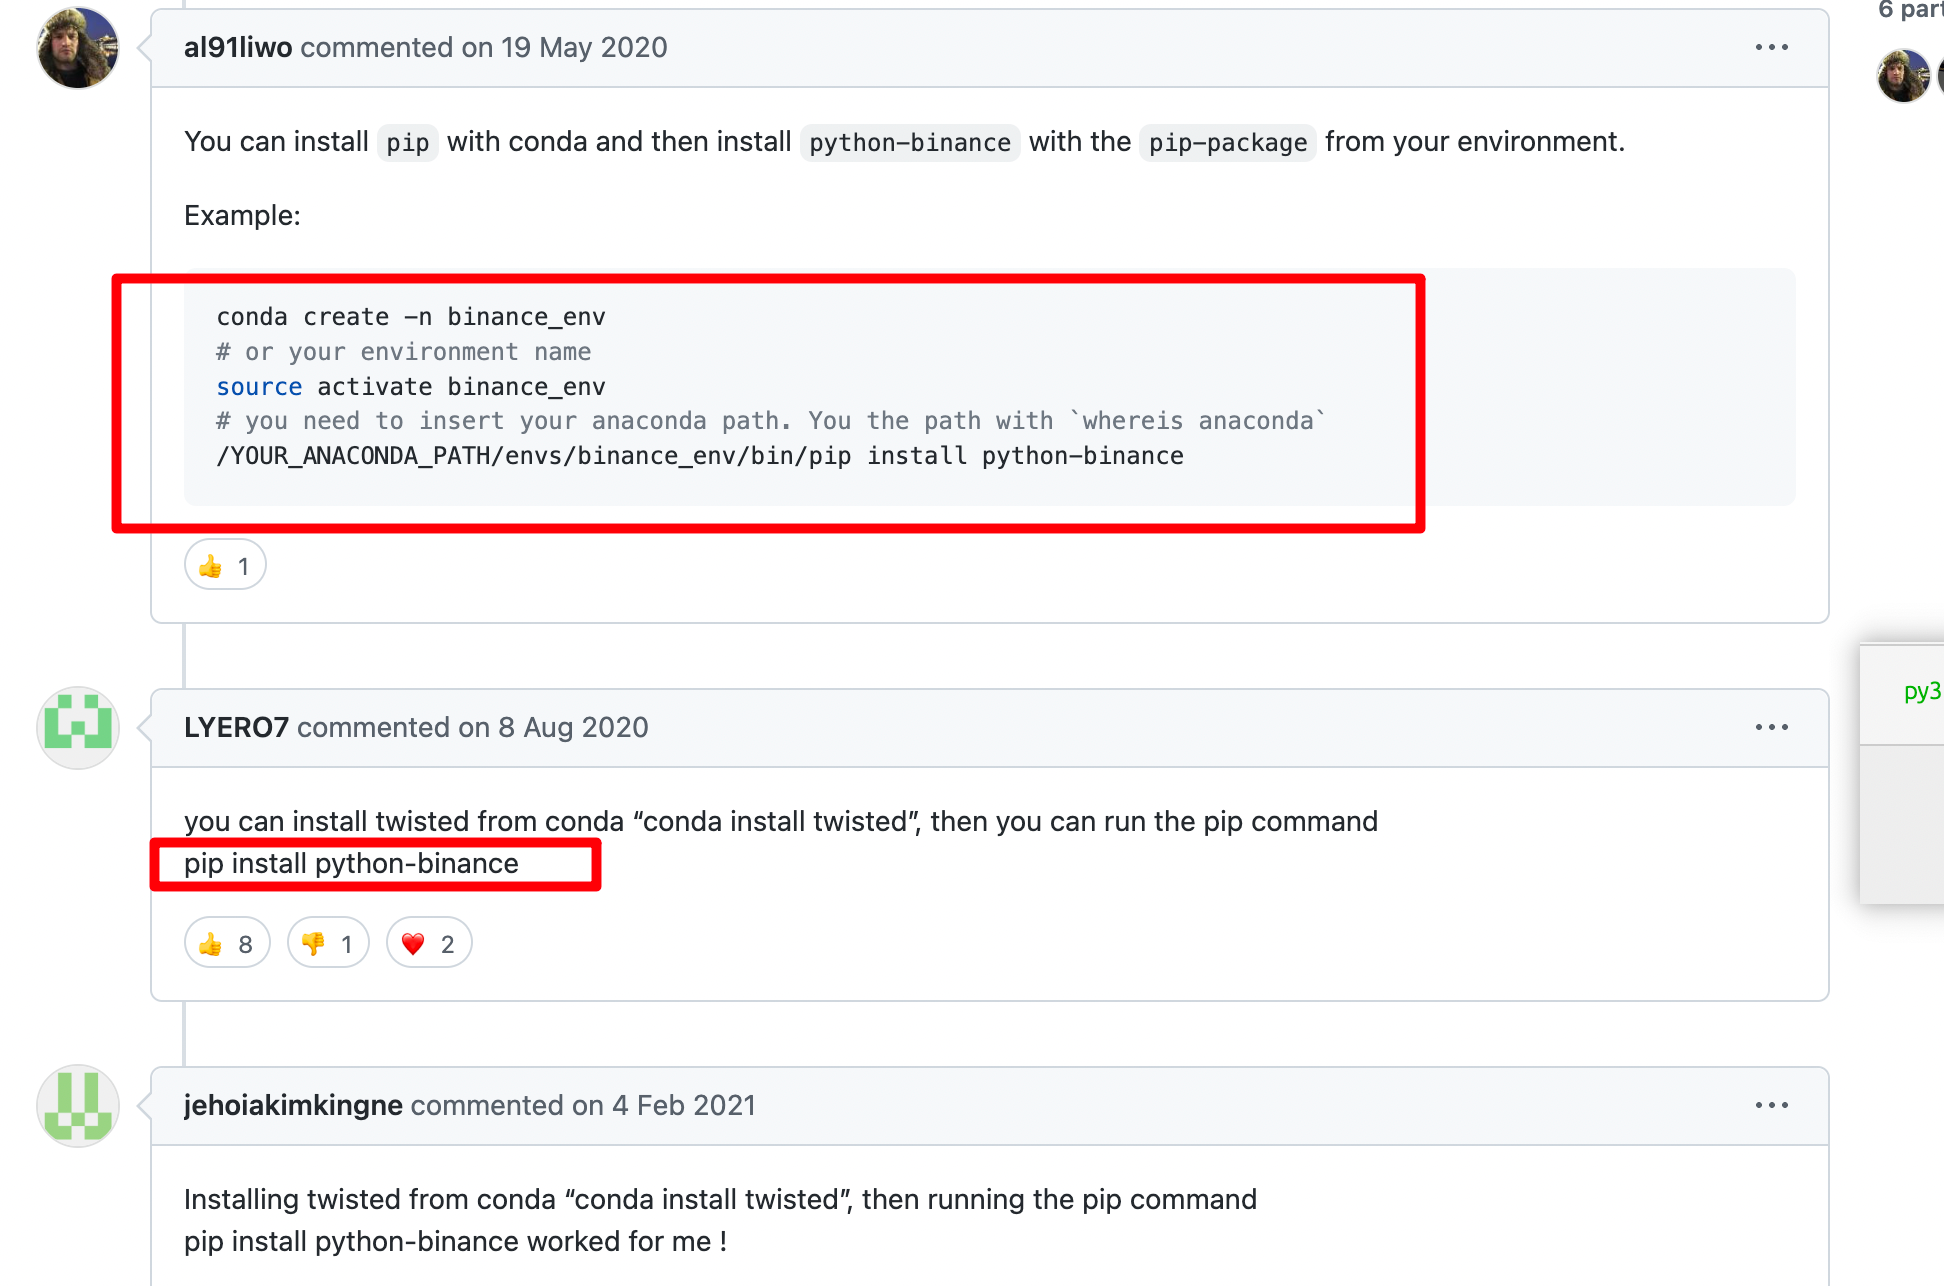 6 part
al91liwo commented on 19 May 2020
You can install pip with conda and then install python-binance with the pip-package from your environment.
Example:
conda create -n binance_env
# or your environment name
source activate binance_env
# you need to insert your anaconda path. You the path with `whereis anaconda`
/YOUR_ANACONDA_PATH/envs/binance_env/bin/pip install python-binance
👍 1
LYERO7 commented on 8 Aug 2020
py3
you can install twisted from conda “conda install twisted”, then you can run the pip command
pip install python-binance
👍 8 👎 1 ❤️ 2
jehoiakimkingne commented on 4 Feb 2021
Installing twisted from conda “conda install twisted”, then running the pip command
pip install python-binance worked for me !